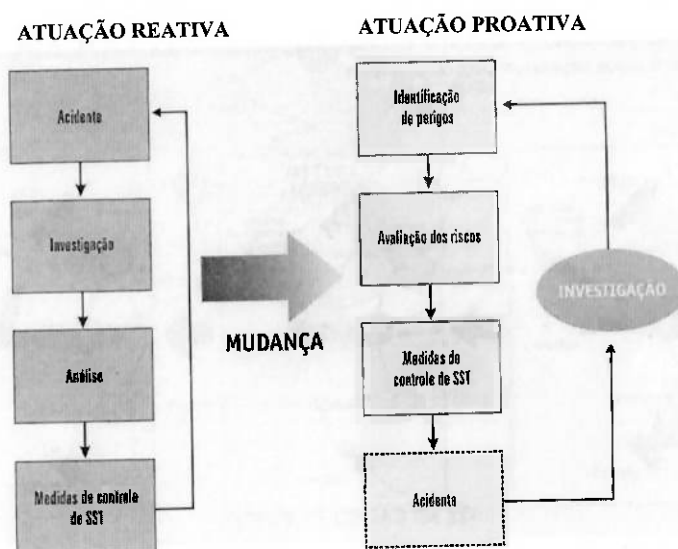 ATUAÇÃO REATIVA
Acidente
Investigação
Análise
Medidas de controle
de SST
MUDANÇA
ATUAÇÃO PROATIVA
Identificação
de perigos
Avaliação dos riscos
Medidas de
controle de SST
Acidente
INVESTIGAÇÃO